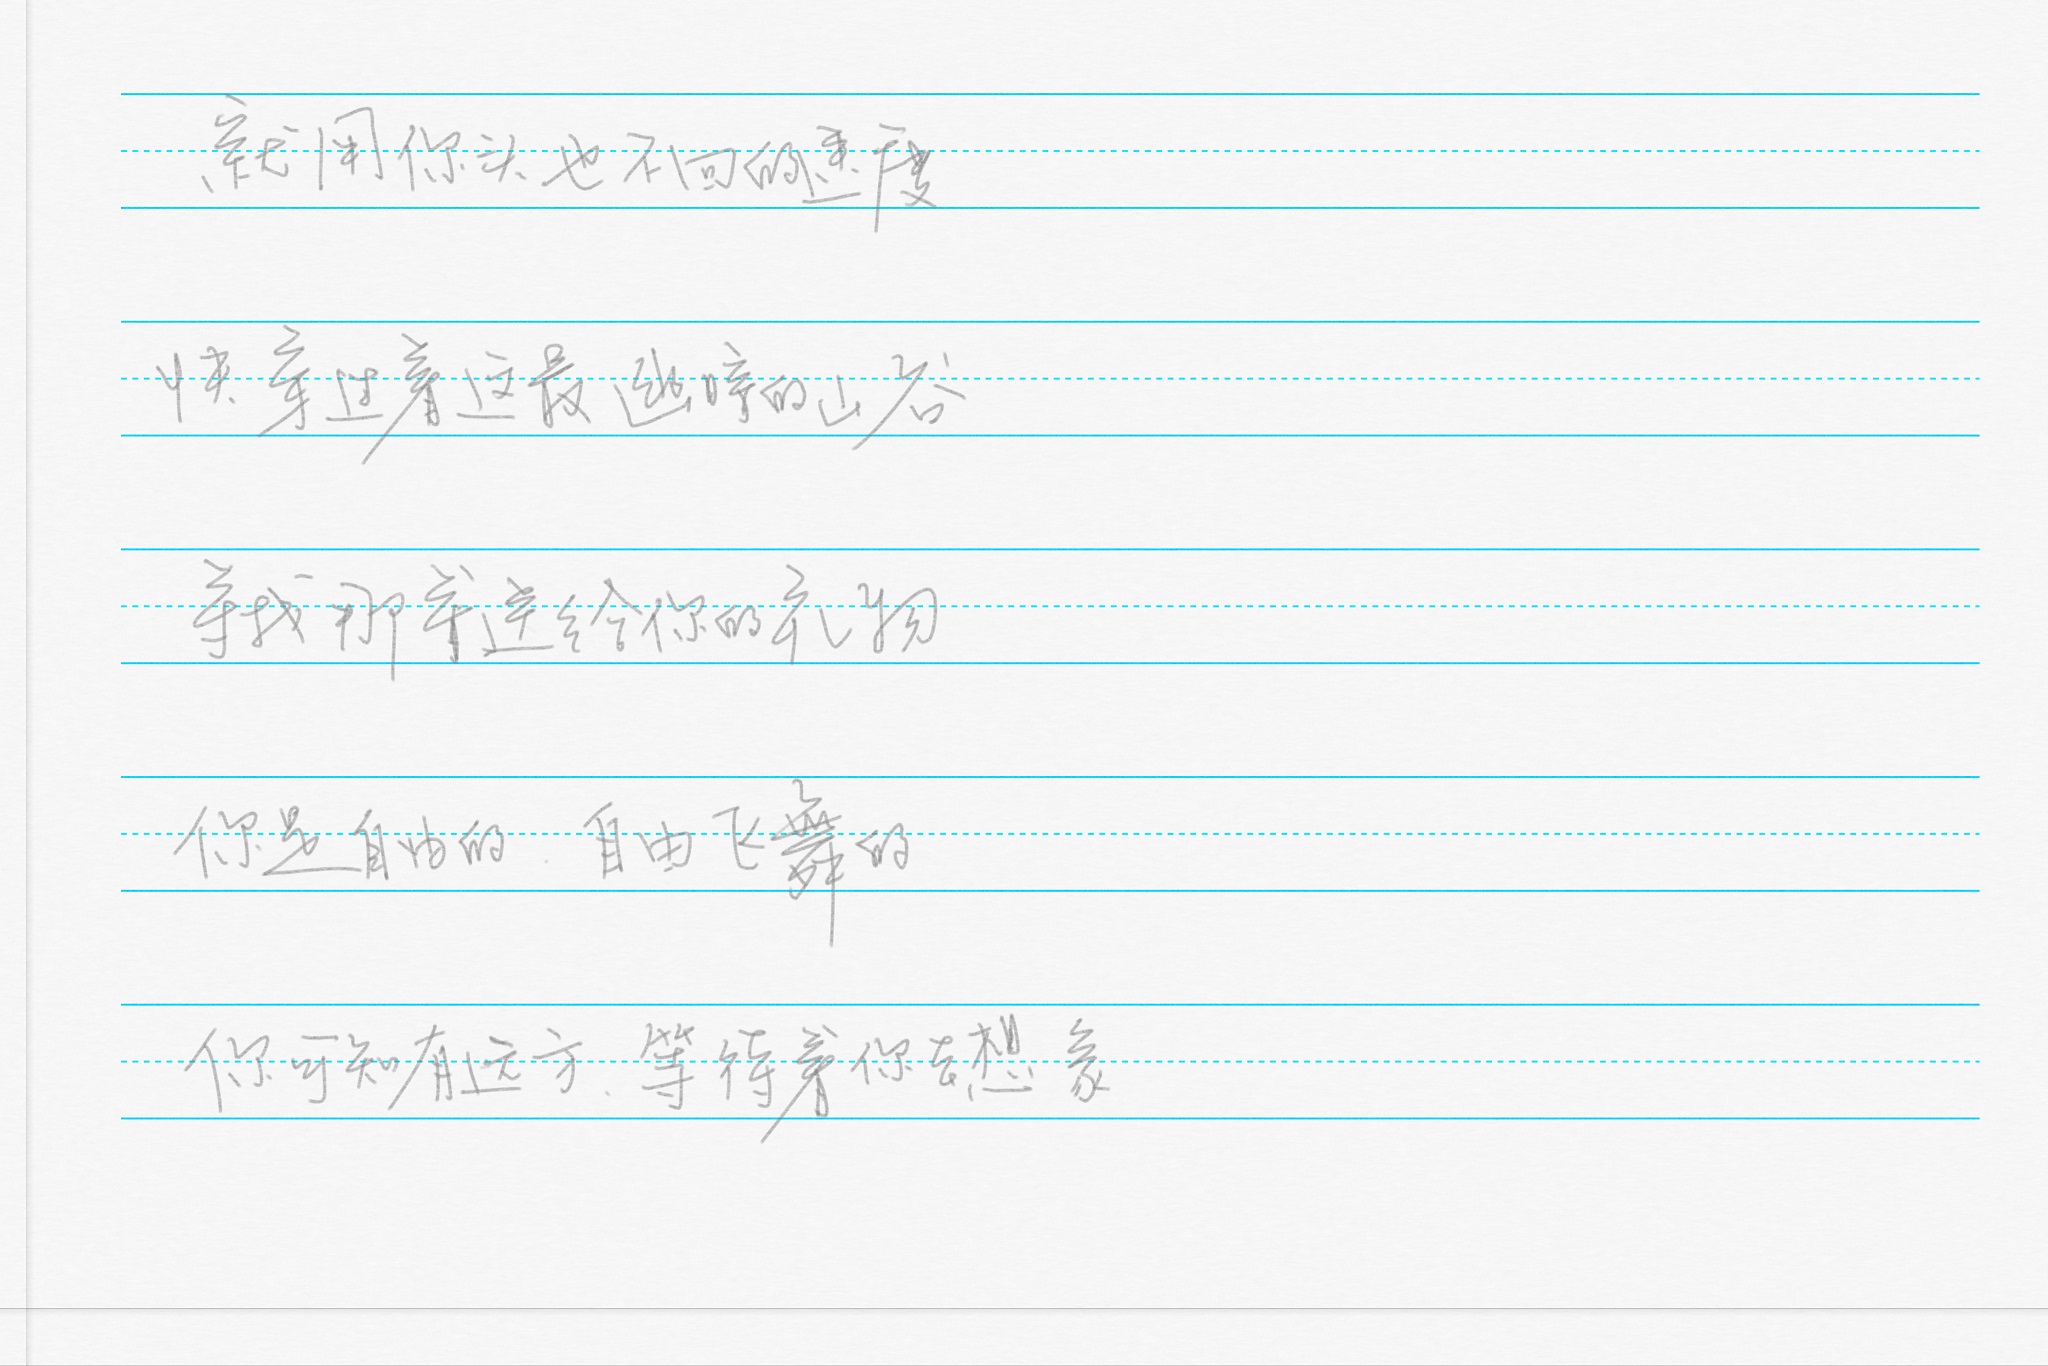 就用你头也不回的速度
快穿过着这最幽暗的山谷
寻找那幸送给你的礼物
你是自由的.自由飞舞的
你可知有远方.等待着你去想象